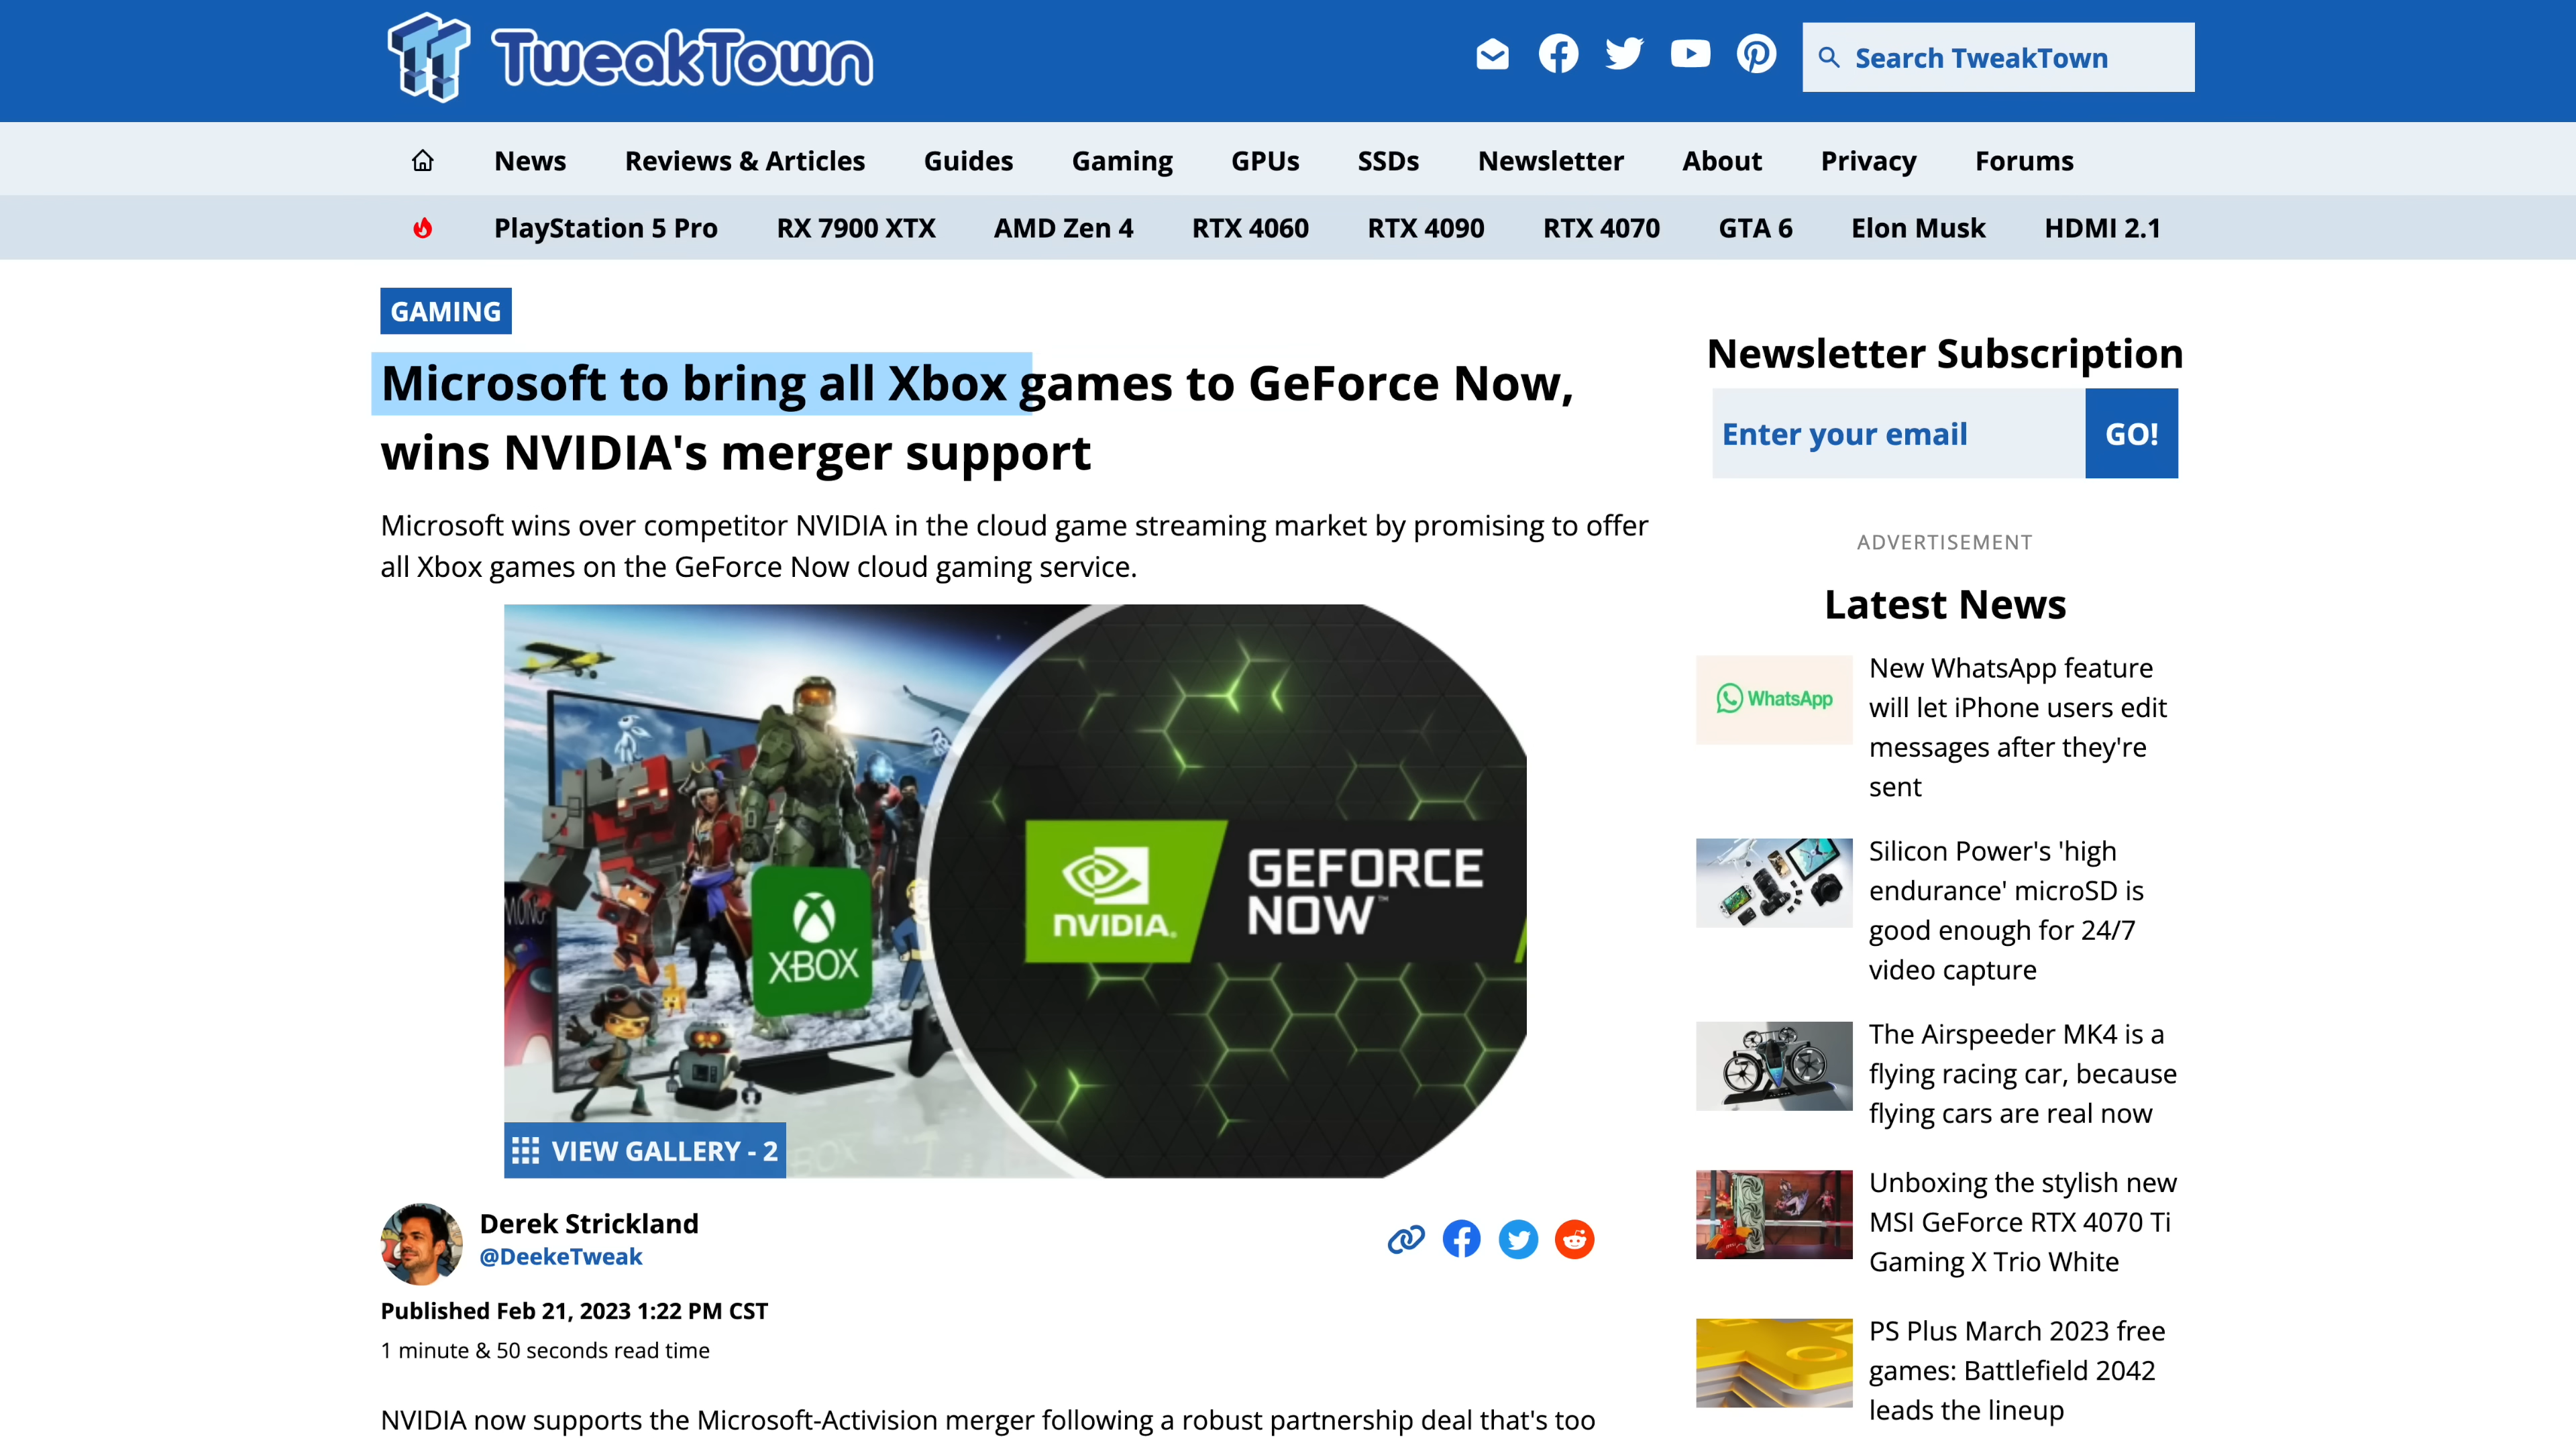 TweakTown
Search TweakTown
News Reviews & Articles Guides Gaming GPUs SSDs Newsletter About Privacy Forums
PlayStation 5 Pro RX 7900 XTX AMD Zen 4 RTX 4060 RTX 4090 RTX 4070 GTA 6 Elon Musk HDMI 2.1
GAMING
Microsoft to bring all Xbox games to GeForce Now,
wins NVIDIA's merger support
Microsoft wins over competitor NVIDIA in the cloud game streaming market by promising to offer
all Xbox games on the GeForce Now cloud gaming service.
XBOX
NVIDIA.
GEFORCE
NOW™
VIEW GALLERY - 2
Derek Strickland
@DeekeTweak
Published Feb 21, 2023 1:22 PM CST
1 minute & 50 seconds read time
NVIDIA now supports the Microsoft-Activision merger following a robust partnership deal that's too
Newsletter Subscription
Enter your email GO!
ADVERTISEMENT
Latest News
WhatsApp
New WhatsApp feature
will let iPhone users edit
messages after they're
sent
Silicon Power's 'high
endurance' microSD is
good enough for 24/7
video capture
The Airspeeder MK4 is a
flying racing car, because
flying cars are real now
Unboxing the stylish new
MSI GeForce RTX 4070 Ti
Gaming X Trio White
PS Plus March 2023 free
games: Battlefield 2042
leads the lineup